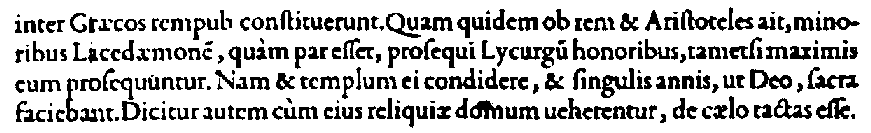 inter Græcos rempub constituerunt. Quam quidem ob rem & Aristoteles ait, mino-
ribus Lacedæmonẽ, quàm par esset, prosequi Lycurgũ honoribus, tametsi maximis
eum prosequũntur. Nam & templum ei condidere, & singulis annis, ut Deo, sacra
faciebant. Dicitur autem cùm eius reliquiæ domum ueherentur, de cælo tactas esse.